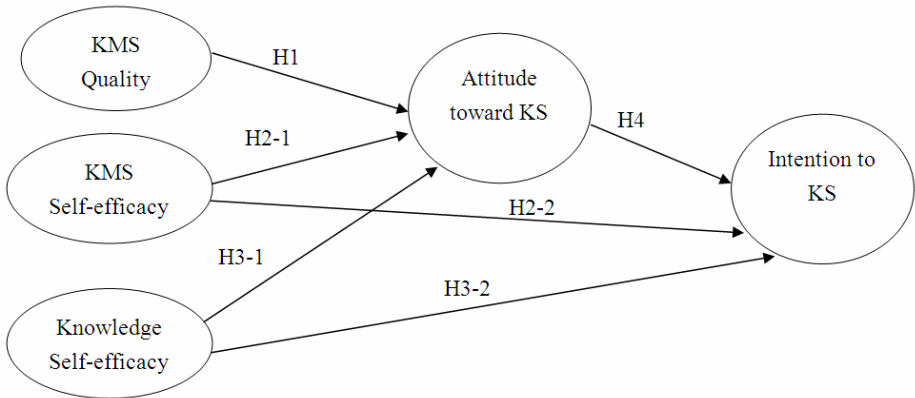 KMS
Quality
H1
Attitude
toward KS
H2-1
H4
KMS
Self-efficacy
Intention to
KS
H2-2
H3-1
H3-2
Knowledge
Self-efficacy